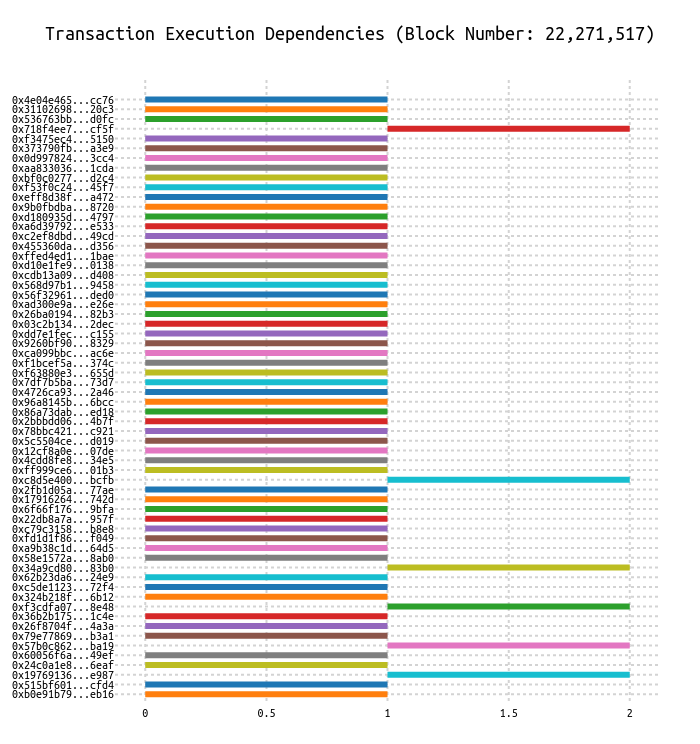 Transaction Execution Dependencies (Block Number: 22,271,517)
0x4e04e465...cc76
0x31102698...20c3
0x536763bb...d0fc
0x718f4ee7...cf5f
0xf3475ec4...5150
0x373790fb...a3e9
0x0d997824...3cc4
0xaa833036...1cda
0xbf0c0277...d2c4
0xf53f0c24...45f7
0xeff8d38f...a472
0x9b0fbdba...8720
0xd180935d...4797
0xa6d39792...e533
0xc2ef8dbd...49cd
0x455360da...d356
0xffed4ed1...1bae
0xd10e1fe9...0138
0xcdb13a09...d408
0x568d97b1...9458
0x56f32961...ded0
0xad300e9a...e26e
0x26ba0194...82b3
0x03c2b134...2dec
0xdd7e1fec...c155
0x9260bf90...8329
0xca099bbc...ac6e
0xf1bcef5a...374c
0xf63880e3...655d
0x7df7b5ba...73d7
0x4726ca93...2a46
0x96a8145b...6bcc
0x86a73dab...ed18
0x2bbbdd06...4b7f
0x78bbc421...c921
0x5c5504ce...d019
0x12cf8a0e...07de
0x4cdd8fe8...34e5
0xff999ce6...01b3
0xc8d5e400...bcfb
0x2fb1d05a...77ae
0x17916264...742d
0x6f66f176...9bfa
0x22db8a7a...957f
0xc79c3158...b8e8
0xfd1d1f86...f049
0xa9b38c1d...64d5
0x58e1572a...8ab0
0x34a9cd80...83b0
0x62b23da6...24e9
0xc5de1123...72f4
0x324b218f...6b12
0xf3cdfa07...8e48
0x36b2b175...1c4e
0x26f8704f...4a3a
0x79e77869...b3a1
0x57b0c862...ba19
0x60056f6a...49ef
0x24c0a1e8...6eaf
0x19769136...e987
0x515bf601...cfd4
0xb0e91b79...eb16
0 0.5 1 1.5 2